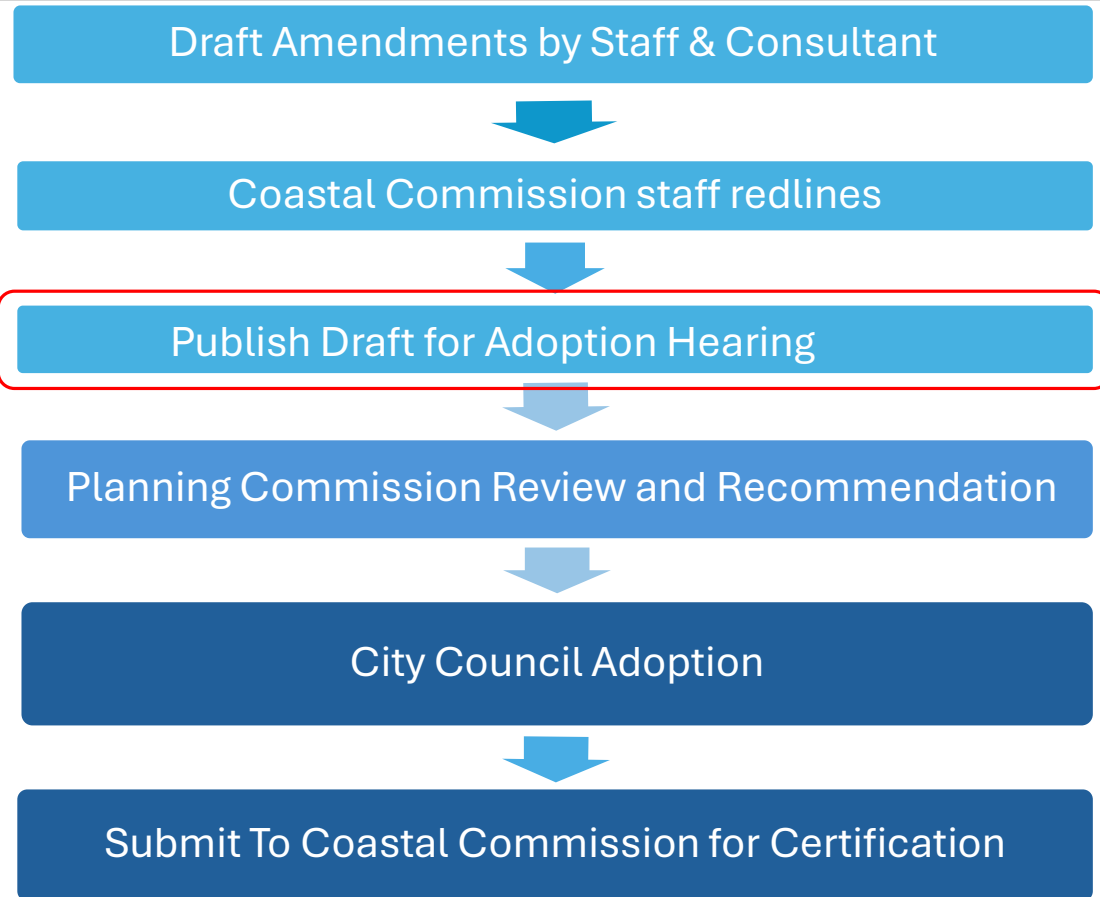 Draft Amendments by Staff & Consultant
Coastal Commission staff redlines
Publish Draft for Adoption Hearing
Planning Commission Review and Recommendation
City Council Adoption
Submit To Coastal Commission for Certification